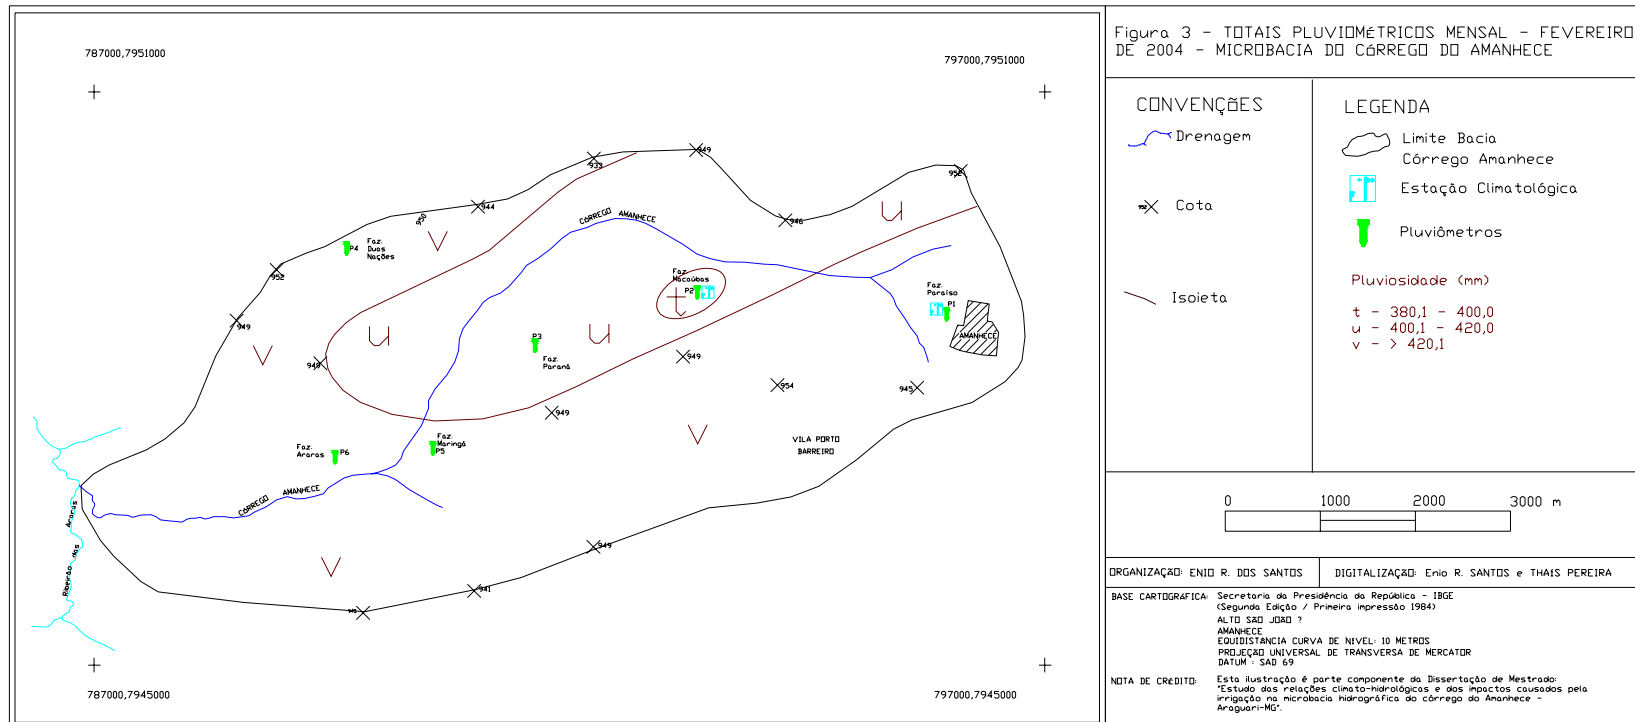 787000,7951000
797000,7951000
949
933
952
944
950
946
CÓRREGO AMANHECE
P4
Faz.
Duas
Nações
v
u
952
Faz.
Macaúbas
P2
t
Faz.
Paraíso
P1
949
u
u
P3
AMANHECE
v
948
Faz.
Paraná
949
954
945
949
v
Faz.
Maringá
P5
VILA PORTO
BARREIRO
Faz.
Araras
P6
CÓRREGO AMANHECE
Ribeirão das Araras
949
v
941
787000,7945000
797000,7945000
Figura 3 - TOTAIS PLUVIOMéTRICOS MENSAL - FEVEREIRO
DE 2004 - MICROBACIA DO CóRREGO DO AMANHECE
CONVENÇÕES
Drenagem
952
Cota
Isoieta
LEGENDA
Limite Bacia
Córrego Amanhece
Estação Climatológica
Pluviômetros
Pluviosidade (mm)
t - 380,1 - 400,0
u - 400,1 - 420,0
v - > 420,1
0 1000 2000 3000 m
ORGANIZAÇÃO: ENIO R. DOS SANTOS
DIGITALIZAÇÃO: Enio R. SANTOS e THAíS PEREIRA
BASE CARTOGRáFICA: Secretaria da Presidência da República - IBGE
(Segunda Edição / Primeira impressão 1984)
ALTO SÃO JOÃO ?
AMANHECE
EQUIDISTÂNCIA CURVA DE NíVEL: 10 METROS
PROJEÇÃO UNIVERSAL DE TRANSVERSA DE MERCATOR
DATUM : SAD 69
NOTA DE CRéDITO: Esta ilustração é parte componente da Dissertação de Mestrado:
"Estudo das relações climato-hidrológicas e dos impactos causados pela
irrigação na microbacia hidrográfica do córrego do Amanhece -
Araguari-MG".